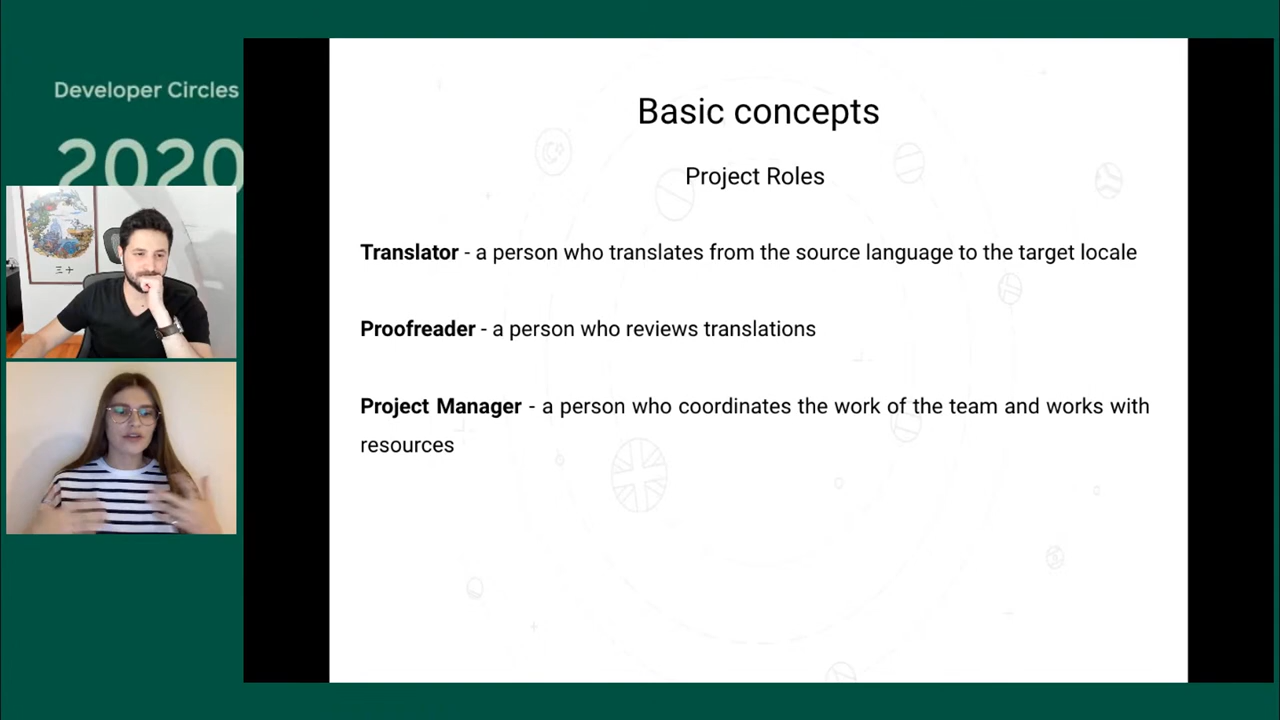 Developer Circles
2020
三十
Basic concepts
Project Roles
Translator - a person who translates from the source language to the target locale
Proofreader - a person who reviews translations
Project Manager - a person who coordinates the work of the team and works with
resources